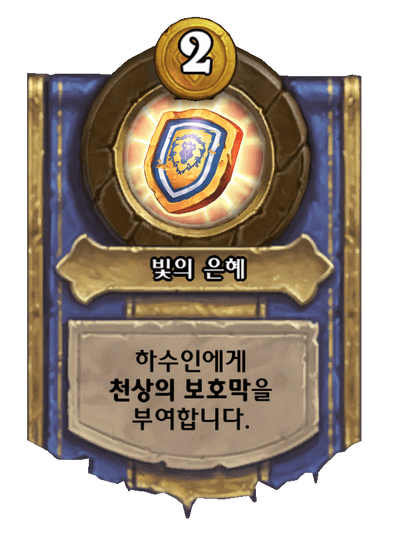 2
빛의 은혜
하수인에게
천상의 보호막을
부여합니다.